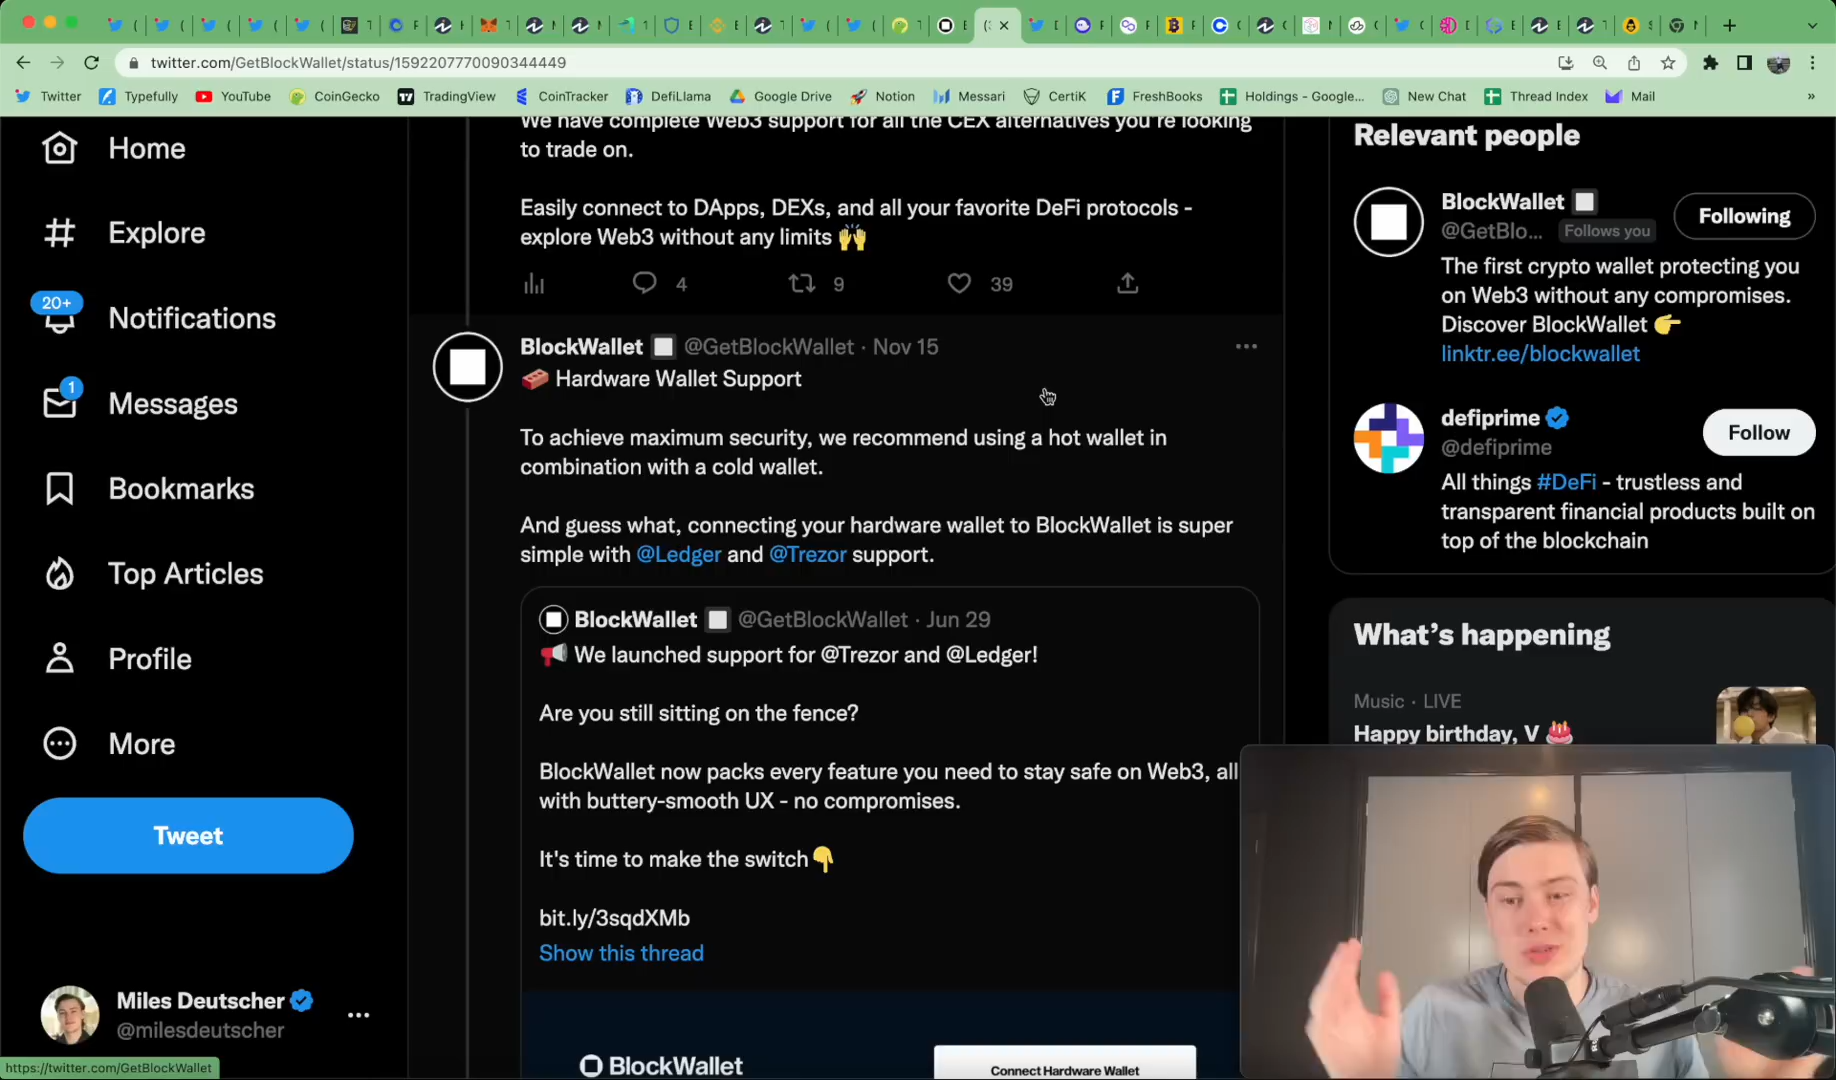 twitter.com/GetBlockWallet/status/1592207770090344449
Twitter
Typefully
YouTube
CoinGecko
TradingView
CoinTracker
DefiLlama
Google Drive
Notion
Messari
CertiK
FreshBooks
Holdings - Google...
New Chat
Thread Index
Mail
»
Home
Explore
20+
Notifications
1
Messages
Bookmarks
Top Articles
Profile
More
Tweet
Miles Deutscher
@milesdeutscher
https://twitter.com/GetBlockWallet
We have complete Web3 support for all the CEX alternatives you're looking
to trade on.
Easily connect to DApps, DEXs, and all your favorite DeFi protocols -
explore Web3 without any limits 🙌
4 9 39
BlockWallet @GetBlockWallet · Nov 15
🧱 Hardware Wallet Support
To achieve maximum security, we recommend using a hot wallet in
combination with a cold wallet.
And guess what, connecting your hardware wallet to BlockWallet is super
simple with @Ledger and @Trezor support.
BlockWallet @GetBlockWallet · Jun 29
📢 We launched support for @Trezor and @Ledger!
Are you still sitting on the fence?
BlockWallet now packs every feature you need to stay safe on Web3, all
with buttery-smooth UX - no compromises.
It's time to make the switch👇
bit.ly/3sqdXMb
Show this thread
BlockWallet
Connect Hardware Wallet
Relevant people
BlockWallet
@GetBlo... Follows you
Following
The first crypto wallet protecting you
on Web3 without any compromises.
Discover BlockWallet 👉
linktr.ee/blockwallet
defiprime
@defiprime
Follow
All things #DeFi - trustless and
transparent financial products built on
top of the blockchain
What's happening
Music · LIVE
Happy birthday, V 🎂